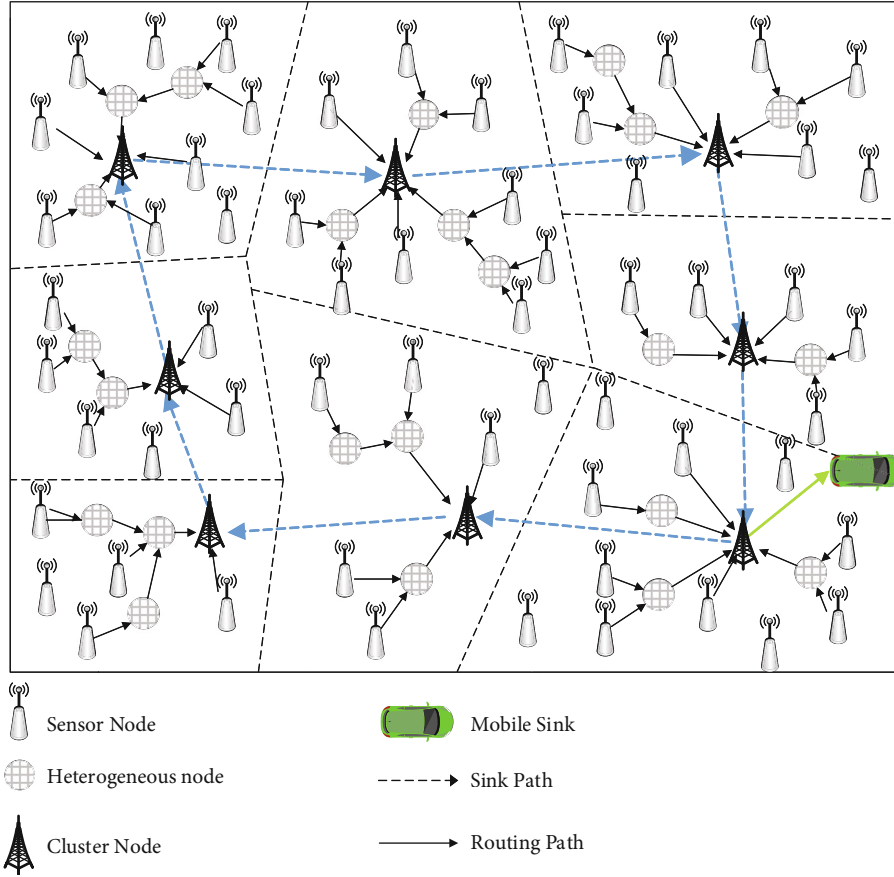 Sensor Node
Mobile Sink
Heterogeneous node
Sink Path
Cluster Node
Routing Path